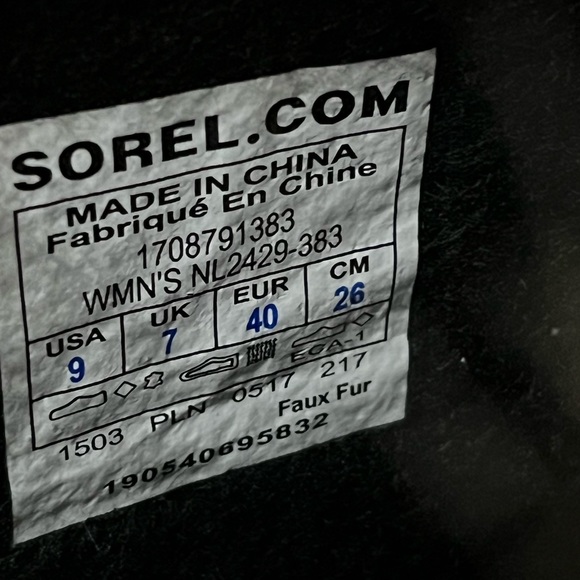 SOREL.COM
MADE IN CHINA
Fabriqué En Chine
1708791383
WMN'S NL2429-383
USA UK EUR CM
9 7 40 26
EGA-1
1503 PLN 0517 217
Faux Fur
190540695832